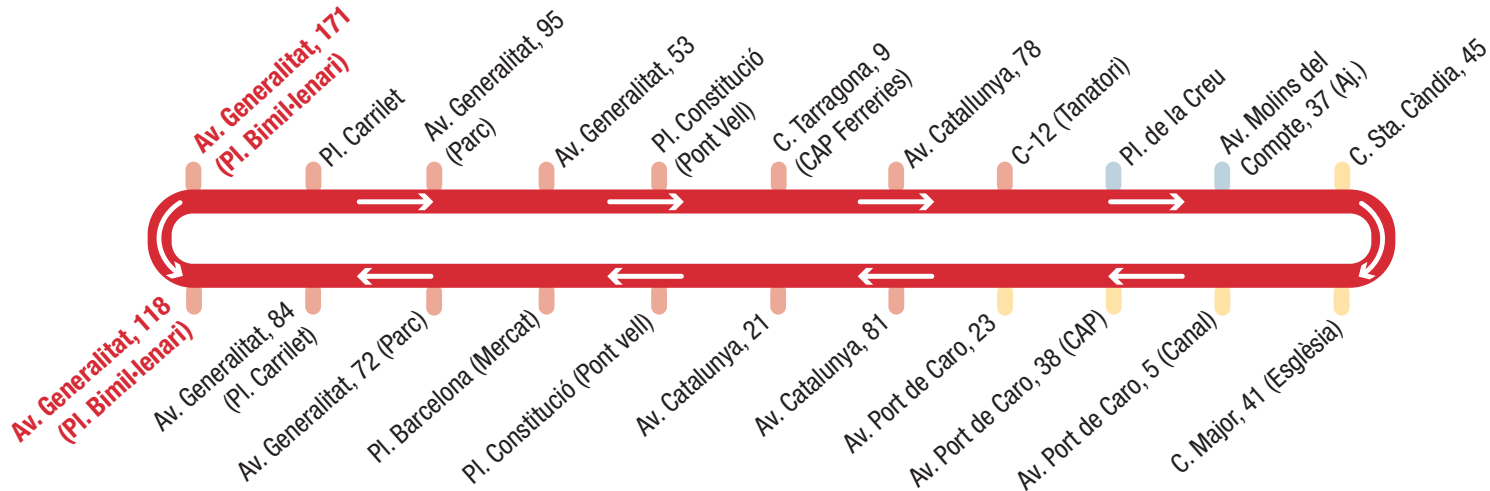 Av. Generalitat, 171
(Pl. Bimil·lenari)
Pl. Carrilet
Av. Generalitat, 95
(Parc)
Av. Generalitat, 53
Pl. Constitució
(Pont Vell)
C. Tarragona, 9
(CAP Ferreries)
Av. Catallunya, 78
C-12 (Tanatori)
Pl. de la Creu
Av. Molins del
Compte, 37 (Aj,)
C. Sta. Càndia, 45
Av. Generalitat, 118
(Pl. Bimil·lenari)
Av. Generalitat, 84
(Pl. Carrilet)
Av. Generalitat, 72 (Parc)
Pl. Barcelona (Mercat)
Pl. Constitució (Pont vell)
Av. Catalunya, 21
Av. Catalunya, 81
Av. Port de Caro, 23
Av. Port de Caro, 38 (CAP)
Av. Port de Caro, 5 (Canal)
C. Major, 41 (Esglèsia)